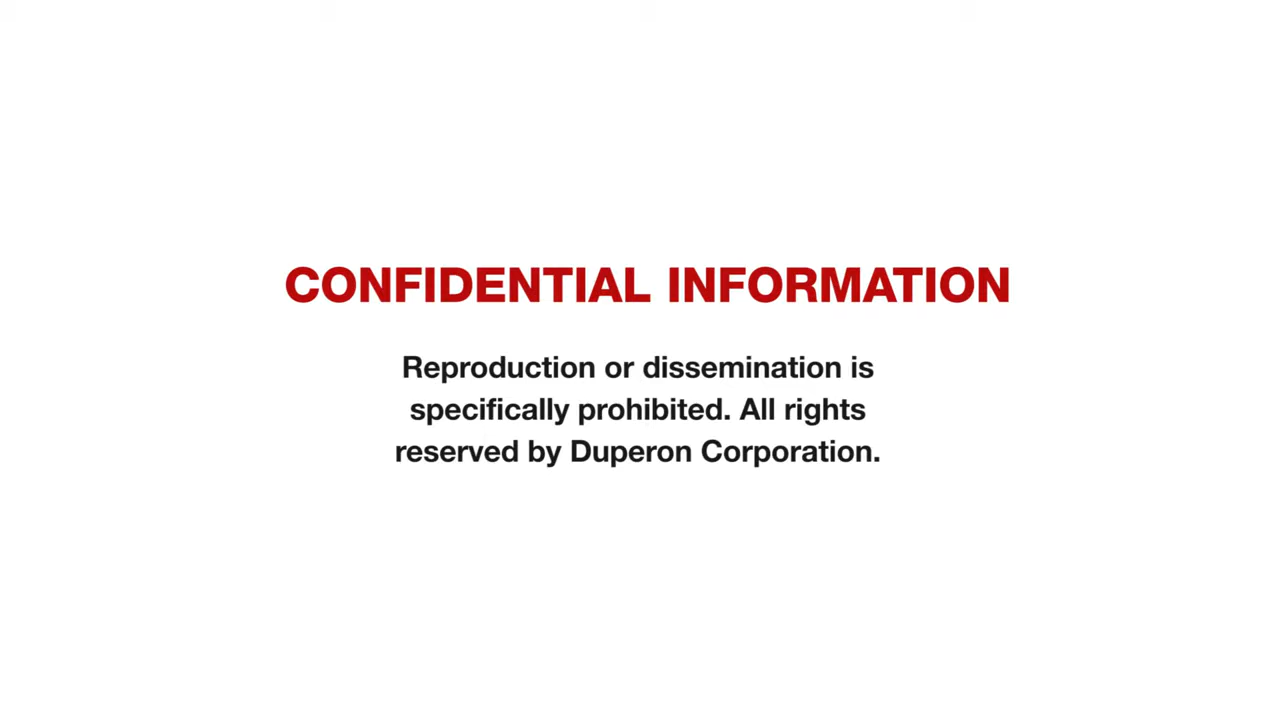 CONFIDENTIAL INFORMATION
Reproduction or dissemination is
specifically prohibited. All rights
reserved by Duperon Corporation.